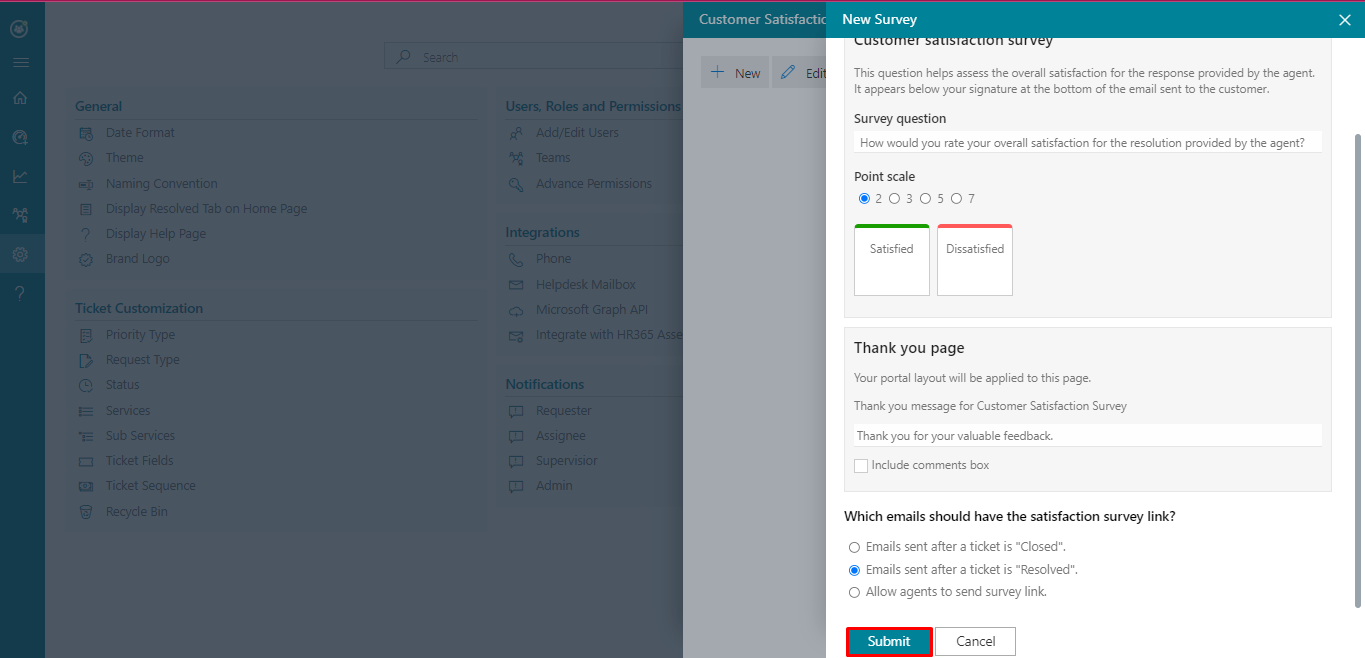 Customer Satisfactio
New Survey
Search
New
Edit
General
Date Format
Theme
Naming Convention
Display Resolved Tab on Home Page
Display Help Page
Brand Logo
Ticket Customization
Priority Type
Request Type
Status
Services
Sub Services
Ticket Fields
Ticket Sequence
Recycle Bin
Users, Roles and Permissions
Add/Edit Users
Teams
Advance Permissions
Integrations
Phone
Helpdesk Mailbox
Microsoft Graph API
Integrate with HR365 Asse
Notifications
Requester
Assignee
Supervisior
Admin
Customer satisfaction survey
This question helps assess the overall satisfaction for the response provided by the agent.
It appears below your signature at the bottom of the email sent to the customer.
Survey question
How would you rate your overall satisfaction for the resolution provided by the agent?
Point scale
2 3 5 7
Satisfied Dissatisfied
Thank you page
Your portal layout will be applied to this page.
Thank you message for Customer Satisfaction Survey
Thank you for your valuable feedback.
Include comments box
Which emails should have the satisfaction survey link?
Emails sent after a ticket is "Closed".
Emails sent after a ticket is "Resolved".
Allow agents to send survey link.
Submit Cancel